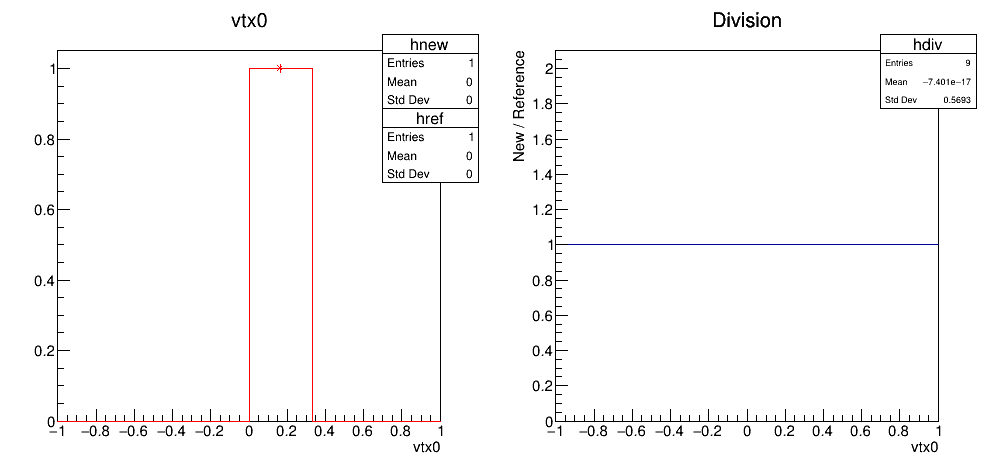 vtx0
hnew
Entries 1
Mean 0
Std Dev 0
href
Entries 1
Mean 0
Std Dev 0
1
0.8
0.6
0.4
0.2
0
−1 −0.8 −0.6 −0.4 −0.2 0 0.2 0.4 0.6 0.8 1
vtx0
Division
hdiv
Entries 9
Mean −7.401e−17
Std Dev 0.5693
New / Reference
2
1.8
1.6
1.4
1.2
1
0.8
0.6
0.4
0.2
0
−1 −0.8 −0.6 −0.4 −0.2 0 0.2 0.4 0.6 0.8 1
vtx0